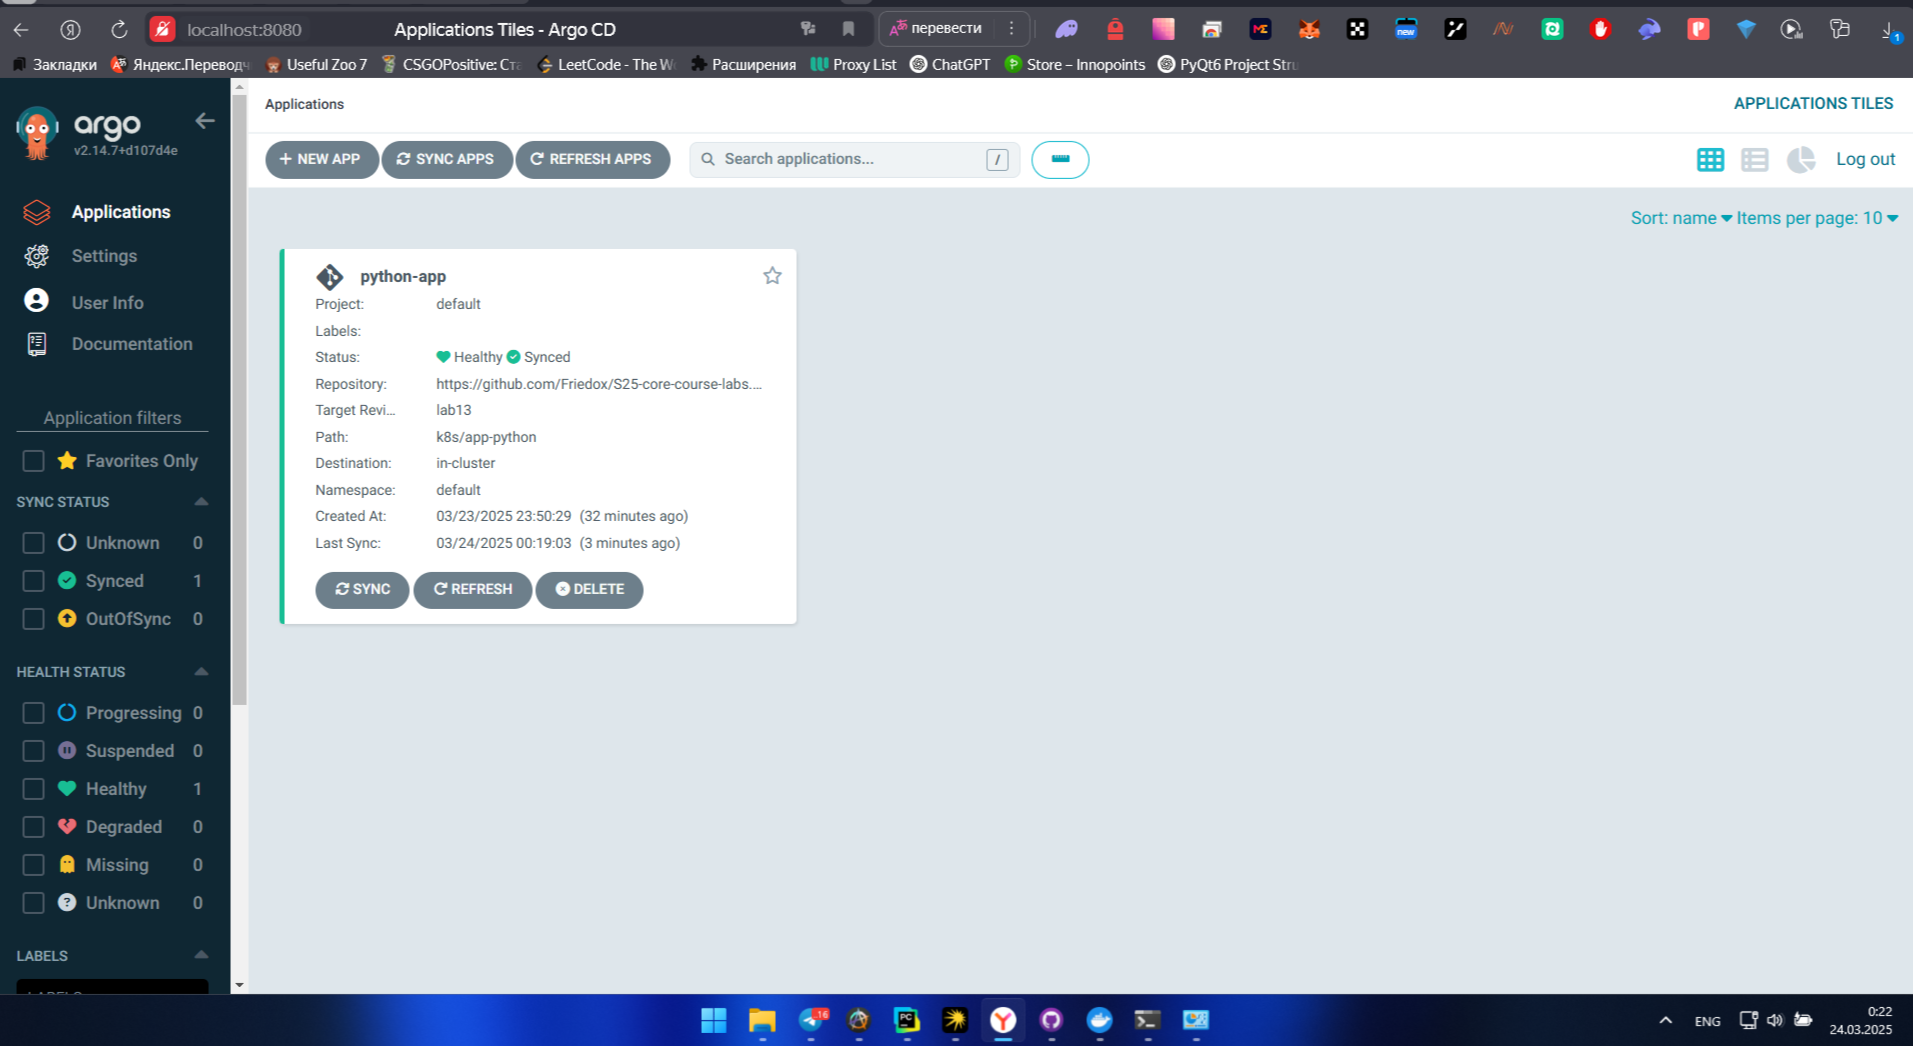 localhost:8080
Applications Tiles - Argo CD
перевести
new
1
Закладки
Яндекс.Переводч
Useful Zoo 7
CSGOPositive: Ста
LeetCode - The W
Расширения
Proxy List
ChatGPT
Store – Innopoints
PyQt6 Project Stru
argo
v2.14.7+d107d4e
Applications
Settings
User Info
Documentation
Application filters
Favorites Only
SYNC STATUS
Unknown 0
Synced 1
OutOfSync 0
HEALTH STATUS
Progressing 0
Suspended 0
Healthy 1
Degraded 0
Missing 0
Unknown 0
LABELS
LABELS
Applications
APPLICATIONS TILES
+ NEW APP
SYNC APPS
REFRESH APPS
Search applications...
/
Log out
Sort: name
Items per page: 10
python-app
Project: default
Labels:
Status: Healthy Synced
Repository: https://github.com/Friedox/S25-core-course-labs....
Target Revi... lab13
Path: k8s/app-python
Destination: in-cluster
Namespace: default
Created At: 03/23/2025 23:50:29 (32 minutes ago)
Last Sync: 03/24/2025 00:19:03 (3 minutes ago)
SYNC
REFRESH
DELETE
16
PC
ENG
0:22
24.03.2025